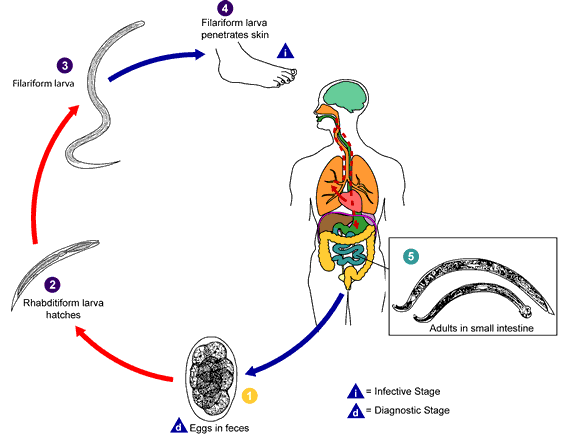 4
Filariform larva
penetrates skin
i
3
Filariform larva
5
2
Rhabditiform larva
hatches
Adults in small intestine
1
i = Infective Stage
d Eggs in feces
d = Diagnostic Stage